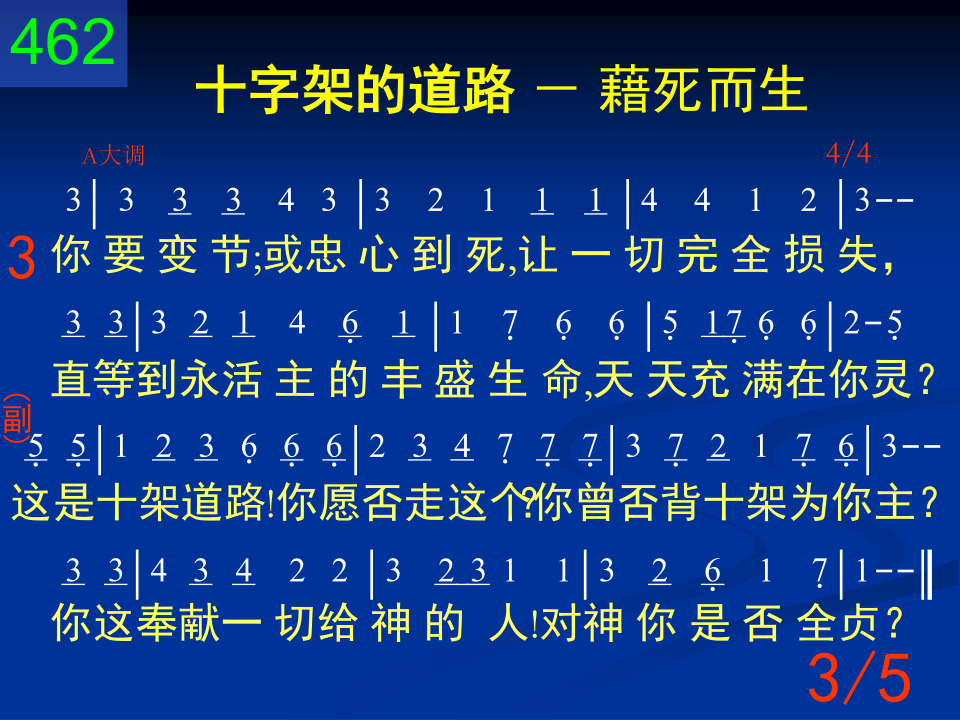 462
十字架的道路 － 藉死而生
A大调 4/4
3| 3 3 3 4 3|3 2 1 1 1|4 4 1 2|3--
3 你 要 变 节;或忠 心 到 死,让 一 切 完 全 损 失，
3 3|3 2 1 4 6̣ 1|1 7̣ 6̣ 6̣|5̣ 17̣ 6̣ 6̣|2-5̣
直等到永活 主 的 丰 盛 生 命,天 天充 满在你灵?
（副）
5̣ 5̣|1 2 3 6̣ 6̣ 6̣|2 3 4 7̣ 7̣ 7̣|3 7̣ 2 1 7̣ 6̣|3--
这是十架道路!你愿否走这个?你曾否背十架为你主?
3 3|4 3 4 2 2|3 2 3 1 1|3 2 6̣ 1 7̣|1--‖
你这奉献一 切给 神 的 人!对神 你 是 否 全贞?
3/5